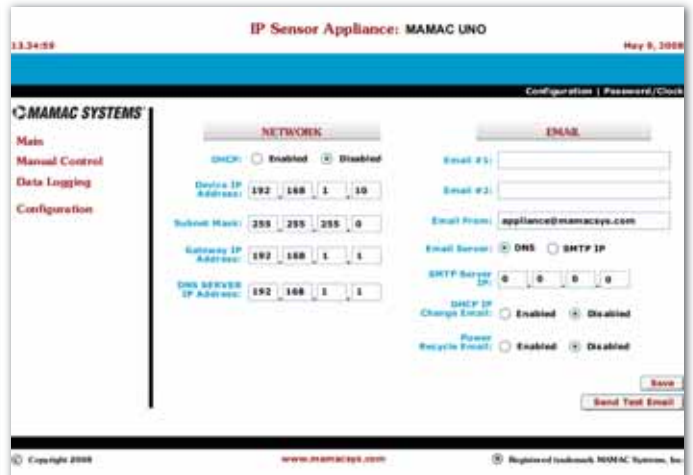 IP Sensor Appliance: MAMAC UNO
13:34:59
May 9, 2008
Configuration | Password/Clock
MAMAC SYSTEMS
Main
Manual Control
Data Logging
Configuration
NETWORK
DHCP: Enabled Disabled
Device IP Address: 192 . 168 . 1 . 10
Subnet Mask: 255 . 255 . 255 . 0
Gateway IP Address: 192 . 168 . 1 . 1
DNS SERVER IP Address: 192 . 168 . 1 . 1
EMAIL
Email #1:
Email #2:
Email From: appliance@mamacsys.com
Email Server: DNS SMTP IP
SMTP Server IP: 0 . 0 . 0 . 0
DHCP IP Change Email: Enabled Disabled
Power Recycle Email: Enabled Disabled
Save
Send Test Email
© Copyright 2008
www.mamacsys.com
® Registered trademark MAMAC Systems, Inc